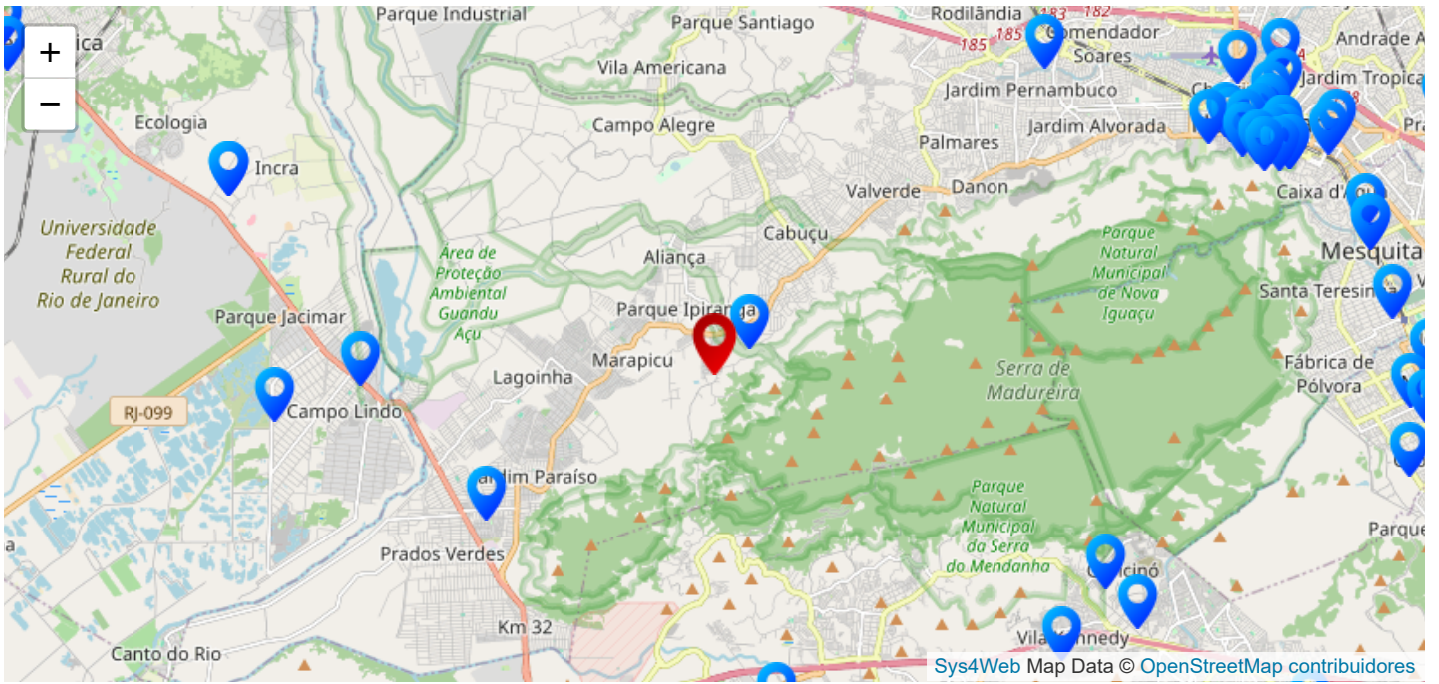 Parque Industrial
Parque Santiago
Rodilândia
183
182
185
185
Comendador
Soares
Andrade A
ica
+
−
Vila Americana
Jardim Tropica
Jardim Pernambuco
Ecologia
Campo Alegre
Jardim Alvorada
Palmares
Incra
Valverde
Danon
Caixa d'Água
Universidade
Federal
Rural do
Rio de Janeiro
Cabuçu
Aliança
Área de
Proteção
Ambiental
Guandu
Açu
Parque
Natural
Municipal
de Nova
Iguaçu
Mesquita
Santa Teresinha
Parque Jacimar
Parque Ipiranga
Marapicu
Lagoinha
Serra de
Madureira
Fábrica de
Pólvora
RJ-099
Campo Lindo
Jardim Paraíso
Parque
Natural
Municipal
da Serra
do Mendanha
Parque
a
Prados Verdes
Km 32
Vila Kennedy
Canto do Rio
Sys4Web Map Data © OpenStreetMap contribuidores